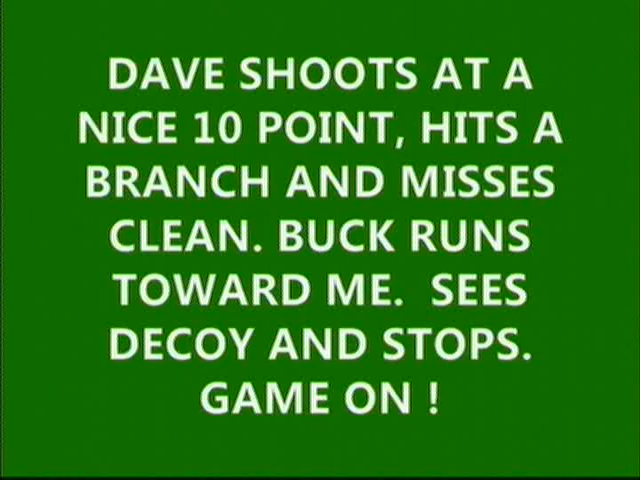 DAVE SHOOTS AT A
NICE 10 POINT, HITS A
BRANCH AND MISSES
CLEAN. BUCK RUNS
TOWARD ME.  SEES
DECOY AND STOPS.
GAME ON !